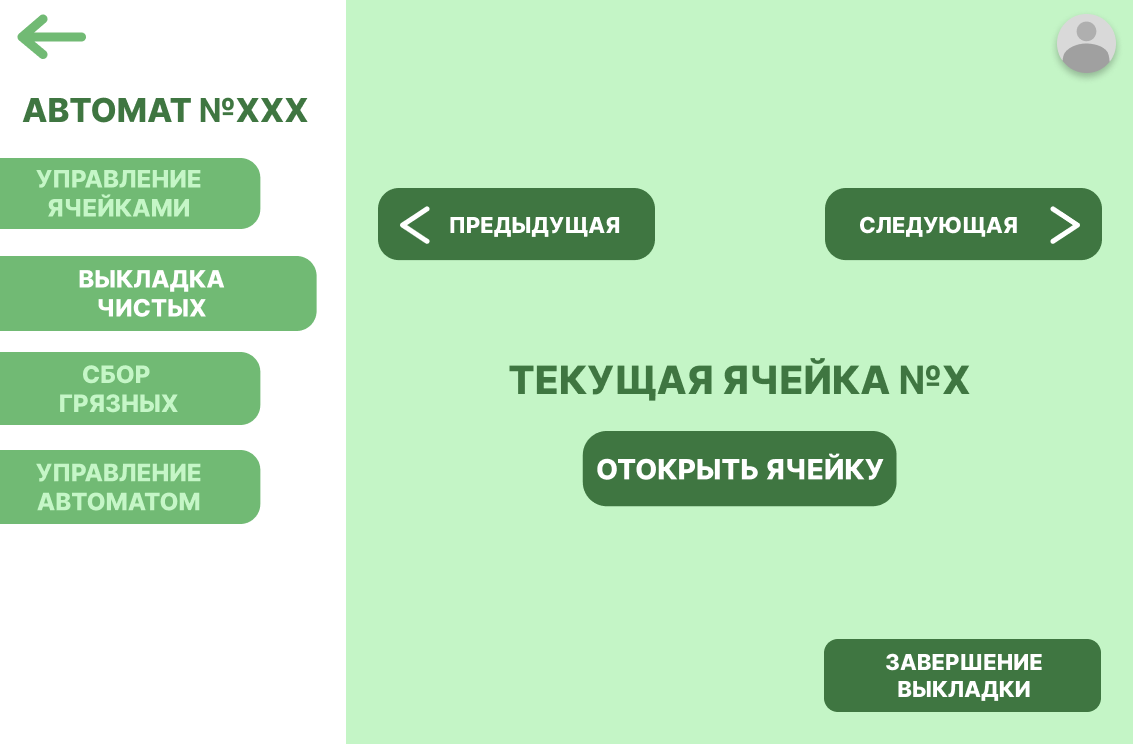 АВТОМАТ №XXX
УПРАВЛЕНИЕ
ЯЧЕЙКАМИ
ВЫКЛАДКА
ЧИСТЫХ
СБОР
ГРЯЗНЫХ
УПРАВЛЕНИЕ
АВТОМАТОМ
ПРЕДЫДУЩАЯ
СЛЕДУЮЩАЯ
ТЕКУЩАЯ ЯЧЕЙКА №X
ОТОКРЫТЬ ЯЧЕЙКУ
ЗАВЕРШЕНИЕ
ВЫКЛАДКИ